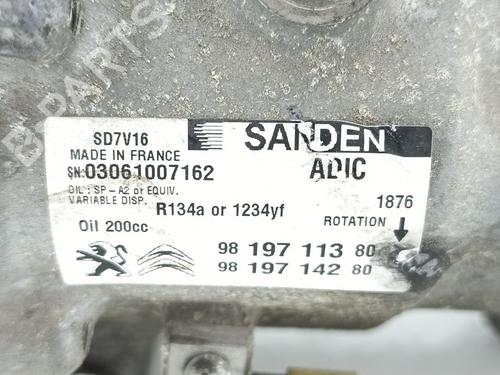 B-PARTS
SD7V16
SANDEN
MADE IN FRANCE
SN:03061007162
ADIC
OIL : SP - A2 or EQUIV.
VARIABLE DISP.
R134a or 1234yf
1876
Oil 200cc
ROTATION
98 197 113 80
98 197 142 80